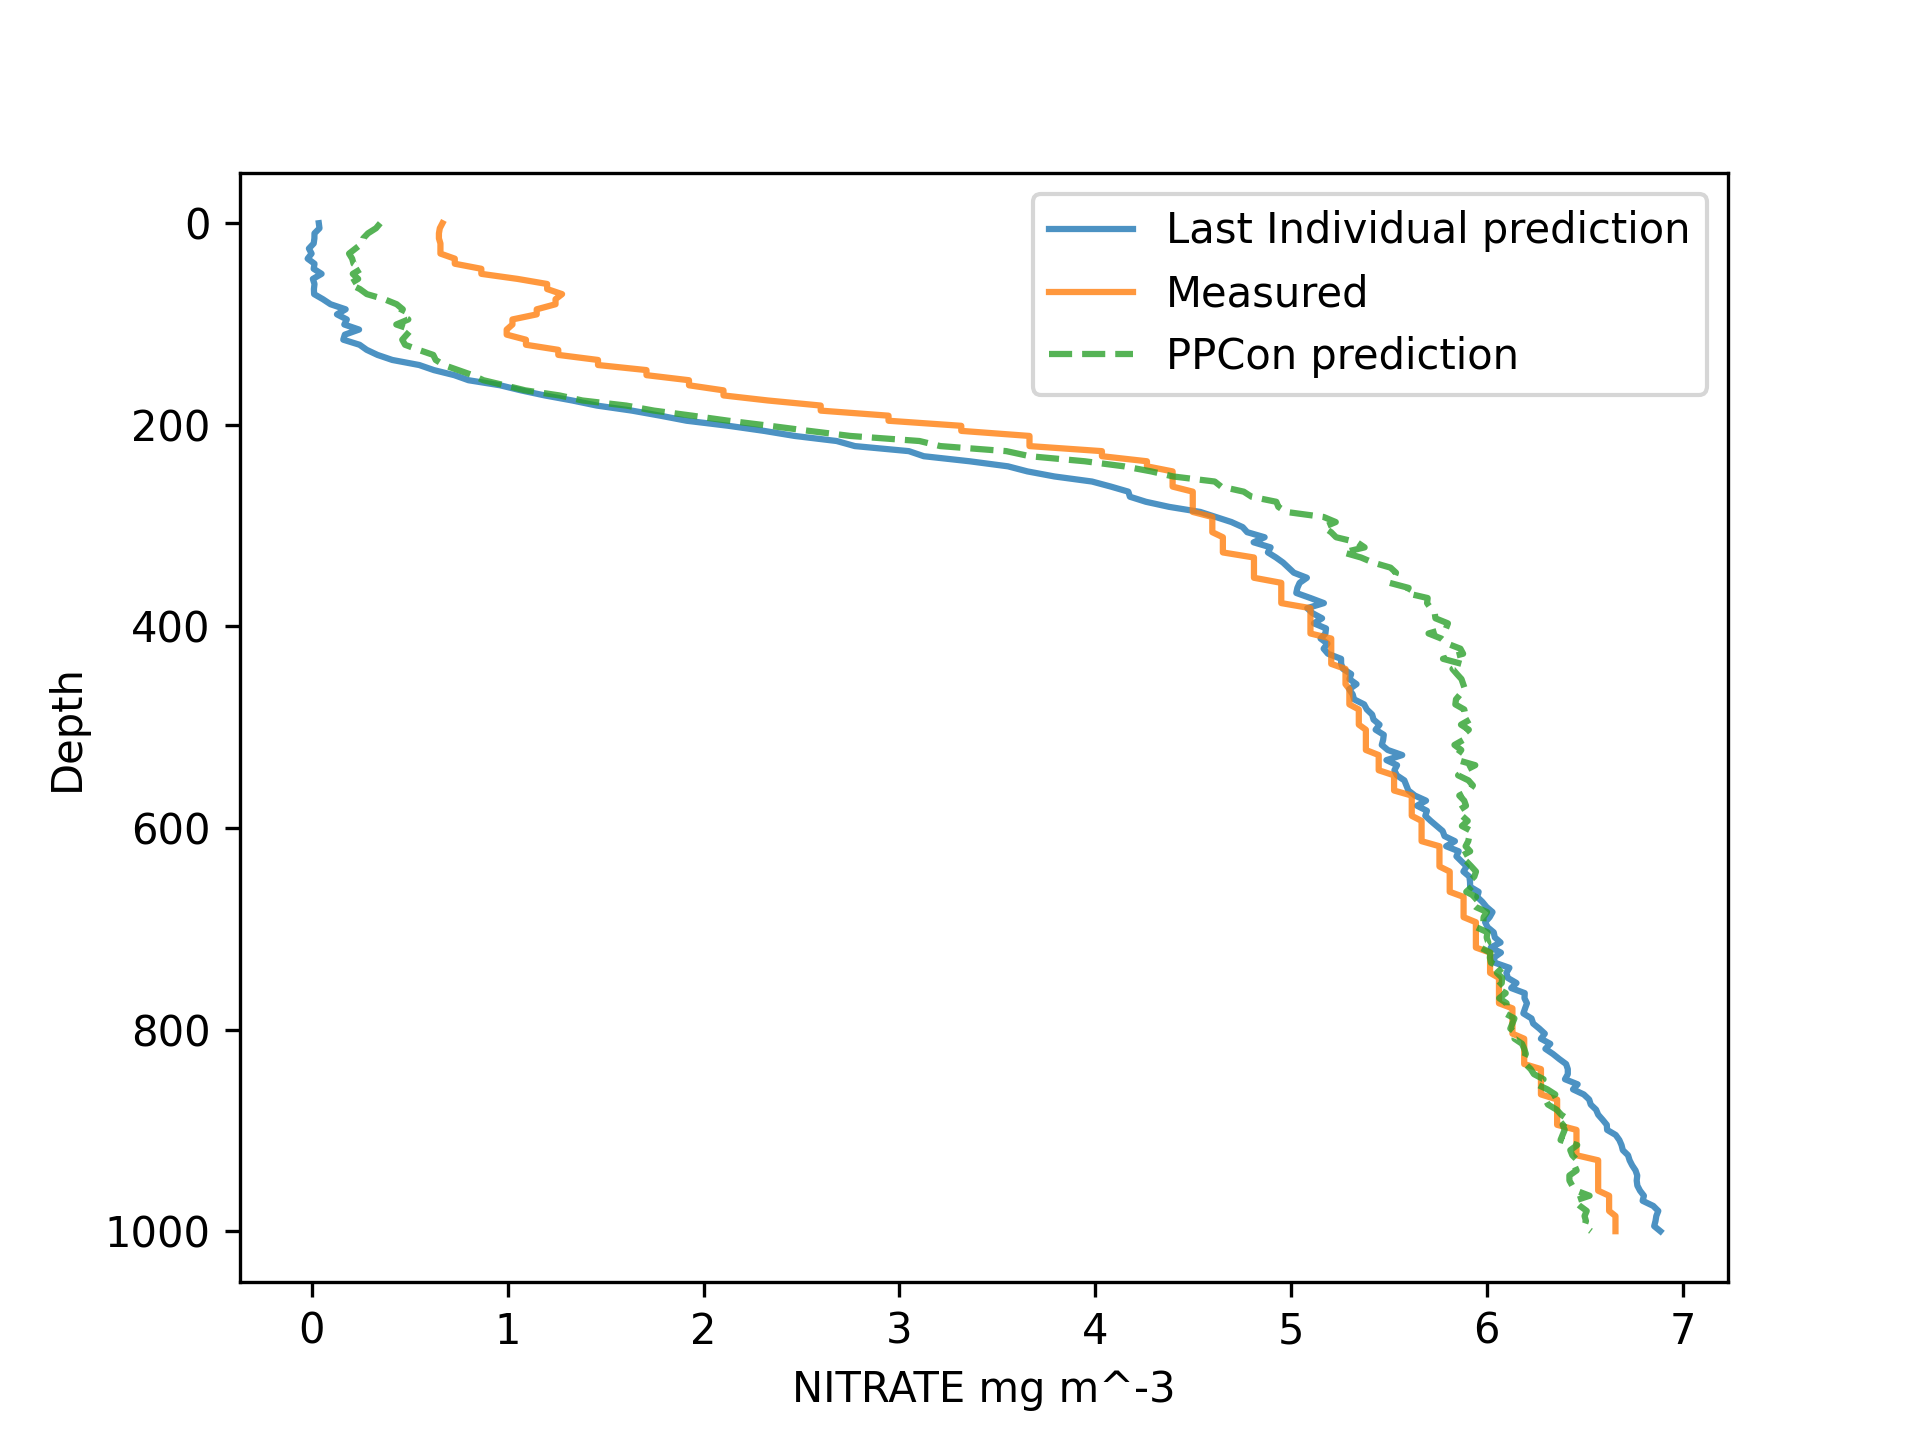 Last Individual prediction
Measured
PPCon prediction
0
200
400
600
800
1000
Depth
0 1 2 3 4 5 6 7
NITRATE mg m^-3